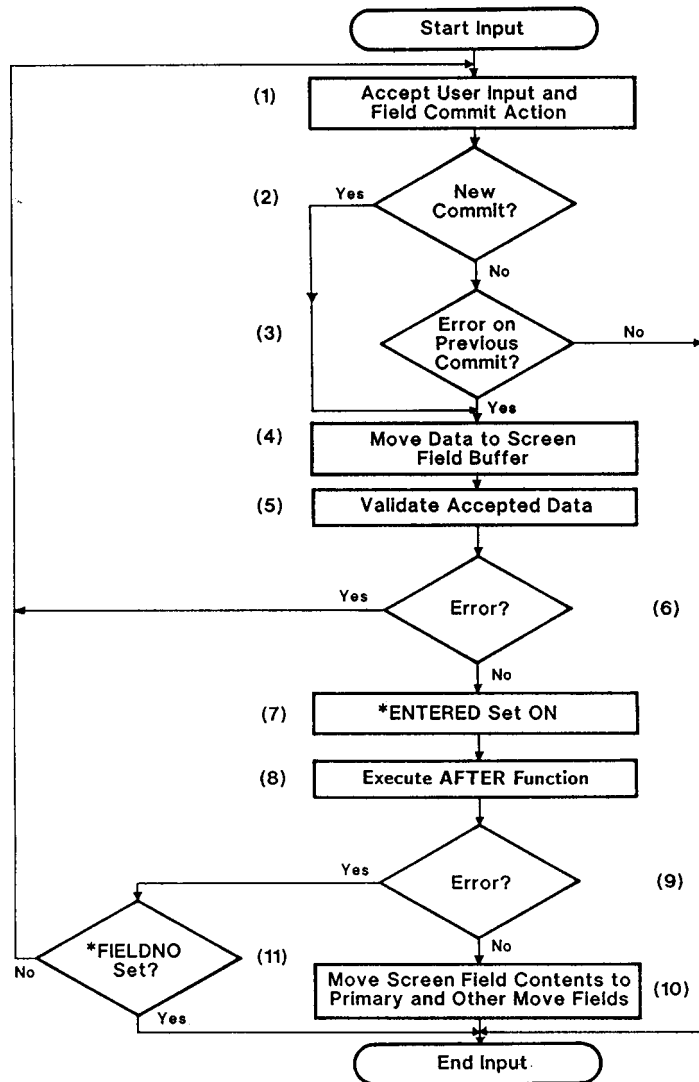 Start Input
(1)
Accept User Input and
Field Commit Action
(2)
Yes
New
Commit?
No
(3)
Error on
Previous
Commit?
No
Yes
(4)
Move Data to Screen
Field Buffer
(5)
Validate Accepted Data
Yes
Error?
(6)
No
(7)
*ENTERED Set ON
(8)
Execute AFTER Function
Yes
Error?
(9)
No
*FIELDNO
Set?
(11)
No
Yes
Move Screen Field Contents to
Primary and Other Move Fields
(10)
End Input